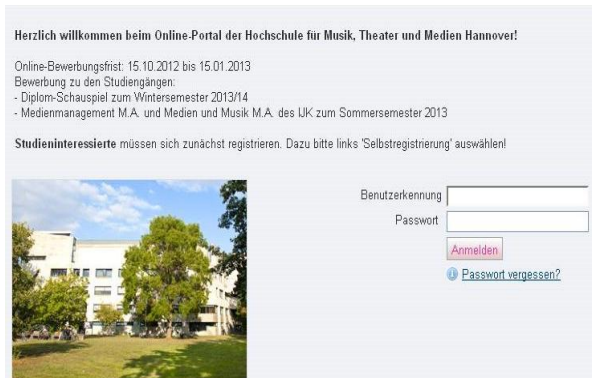 Herzlich willkommen beim Online-Portal der Hochschule für Musik, Theater und Medien Hannover!
Online-Bewerbungsfrist: 15.10.2012 bis 15.01.2013
Bewerbung zu den Studiengängen:
- Diplom-Schauspiel zum Wintersemester 2013/14
- Medienmanagement M.A. und Medien und Musik M.A. des IJK zum Sommersemester 2013
Studieninteressierte müssen sich zunächst registrieren. Dazu bitte links 'Selbstregistrierung' auswählen!
Benutzerkennung
Passwort
Anmelden
Passwort vergessen?